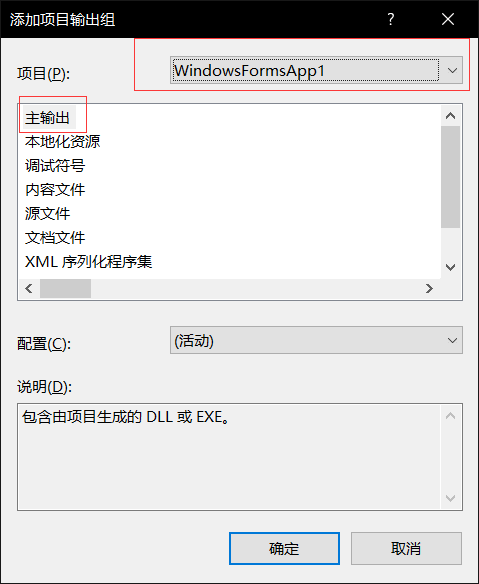 添加项目输出组
项目(P):
WindowsFormsApp1
主输出
本地化资源
调试符号
内容文件
源文件
文档文件
XML 序列化程序集
配置(C):
(活动)
说明(D):
包含由项目生成的 DLL 或 EXE。
确定
取消